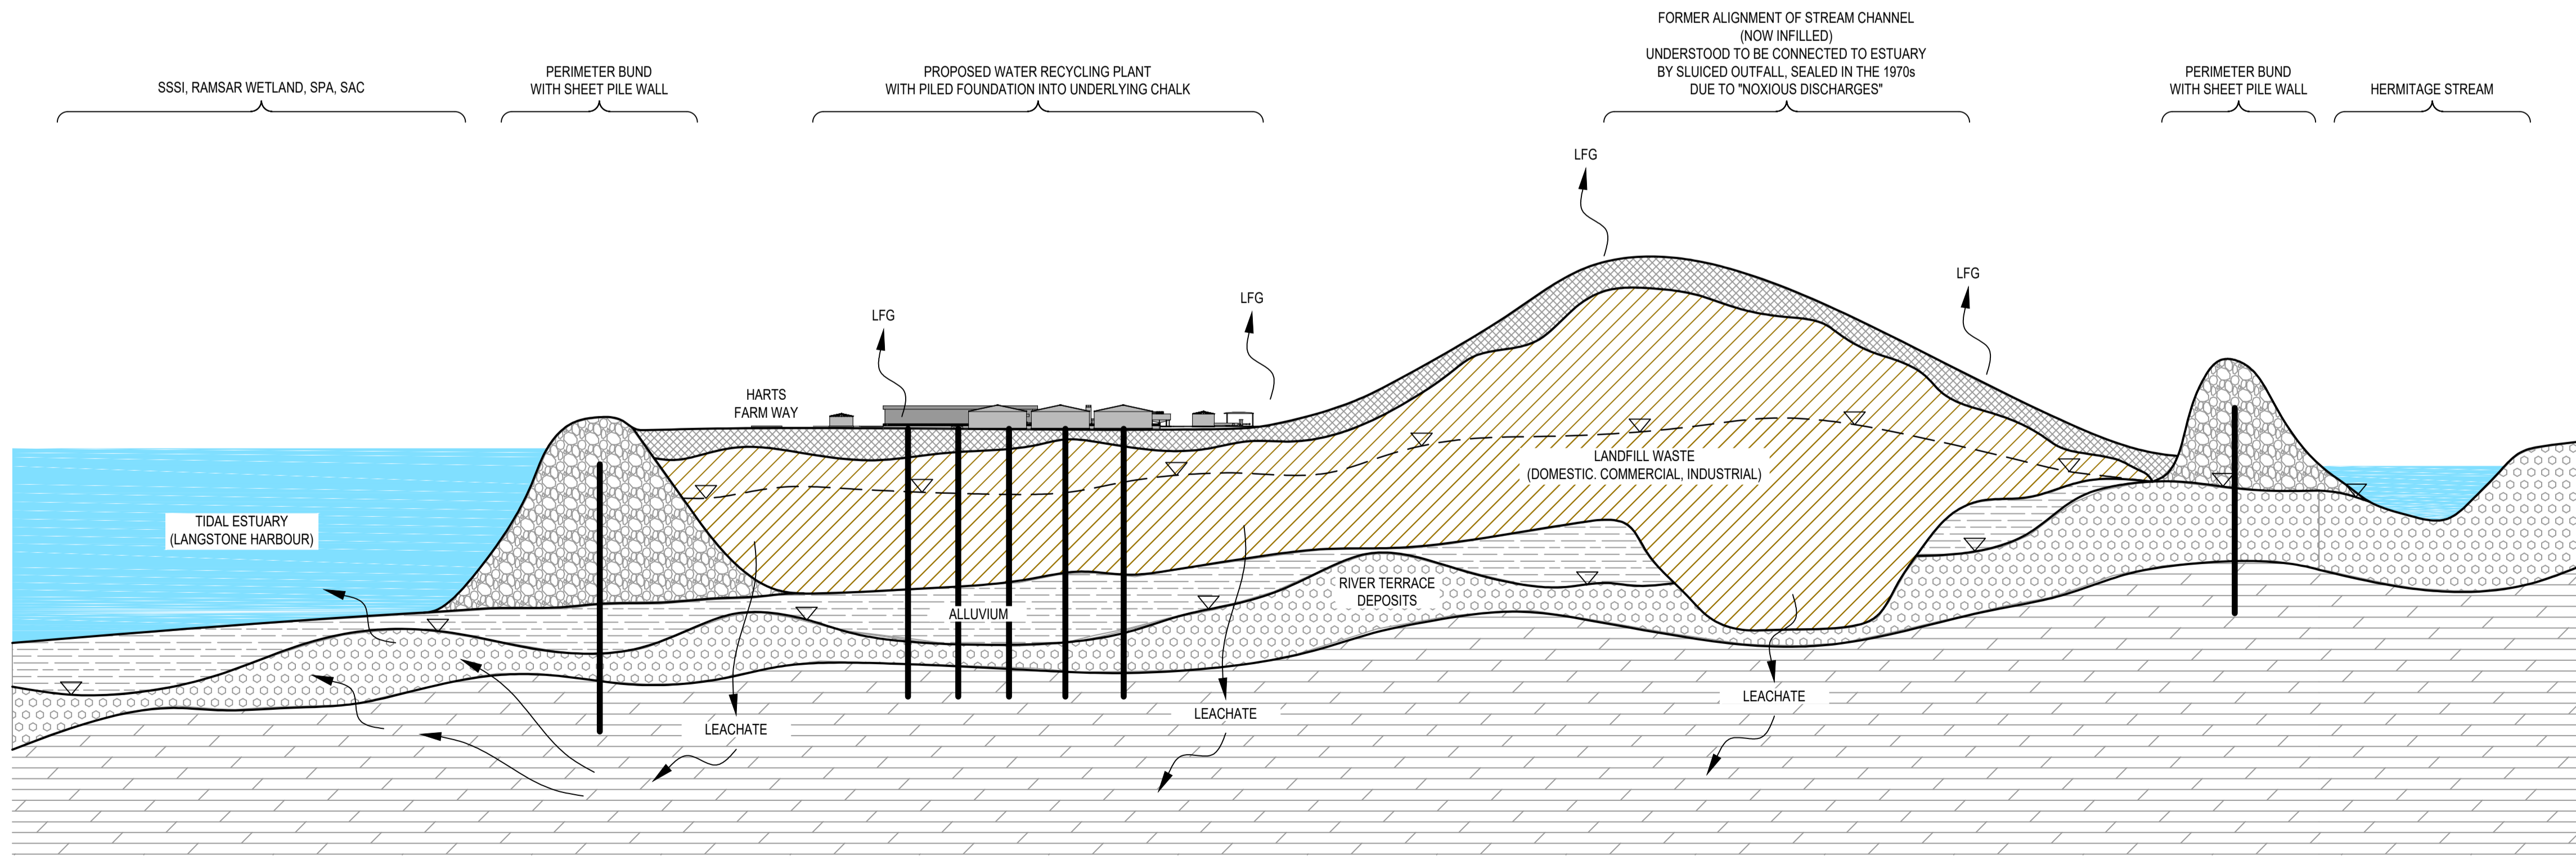 FORMER ALIGNMENT OF STREAM CHANNEL
(NOW INFILLED)
UNDERSTOOD TO BE CONNECTED TO ESTUARY
BY SLUICED OUTFALL, SEALED IN THE 1970s
DUE TO "NOXIOUS DISCHARGES"
SSSI, RAMSAR WETLAND, SPA, SAC
PERIMETER BUND
WITH SHEET PILE WALL
PROPOSED WATER RECYCLING PLANT
WITH PILED FOUNDATION INTO UNDERLYING CHALK
PERIMETER BUND
WITH SHEET PILE WALL
HERMITAGE STREAM
LFG
LFG
LFG
LFG
HARTS
FARM WAY
LANDFILL WASTE
(DOMESTIC. COMMERCIAL, INDUSTRIAL)
TIDAL ESTUARY
(LANGSTONE HARBOUR)
RIVER TERRACE
DEPOSITS
ALLUVIUM
LEACHATE
LEACHATE
LEACHATE